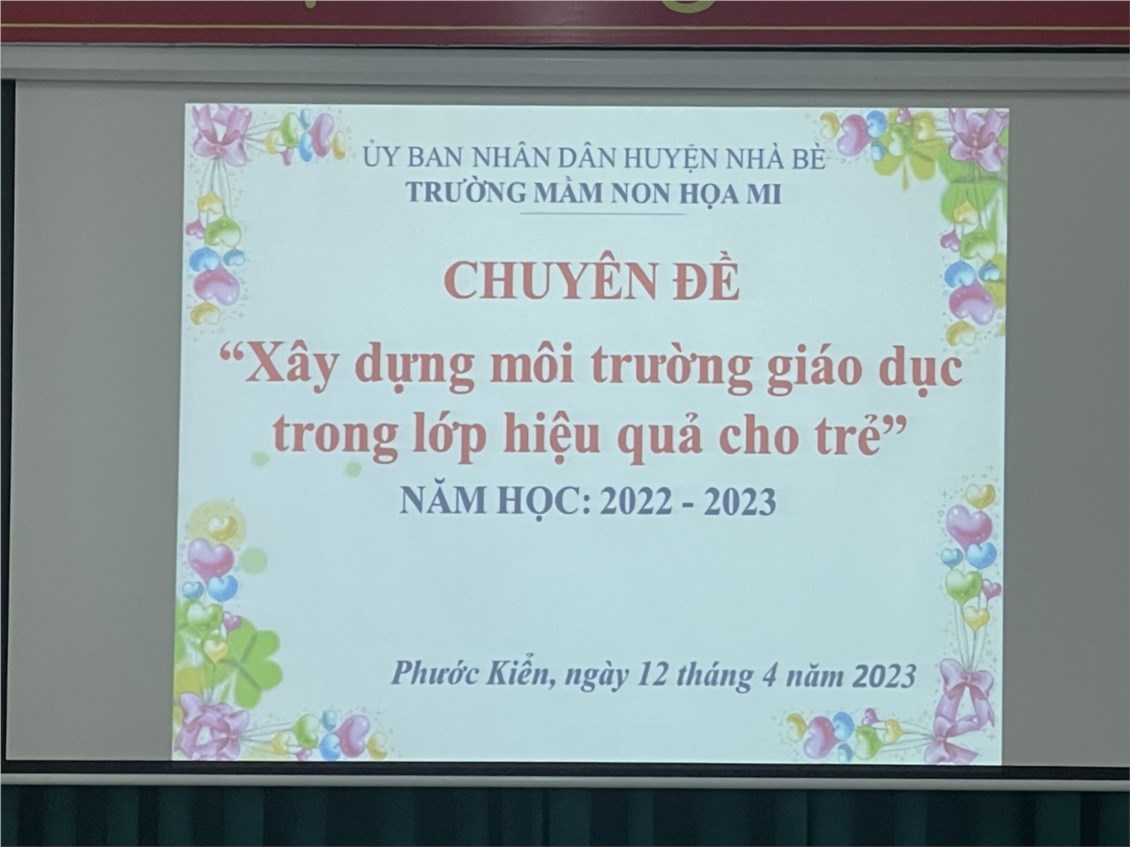 ỦY BAN NHÂN DÂN HUYỆN NHÀ BÈ
TRƯỜNG MẦM NON HỌA MI
CHUYÊN ĐỀ
“Xây dựng môi trường giáo dục
trong lớp hiệu quả cho trẻ”
NĂM HỌC: 2022 - 2023
Phước Kiển, ngày 12 tháng 4 năm 2023